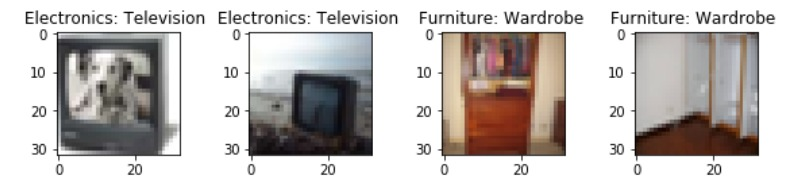 Electronics: Television Electronics: Television Furniture: Wardrobe Furniture: Wardrobe
0 0 0 0
10 10 10 10
20 20 20 20
30 30 30 30
0 20 0 20 0 20 0 20